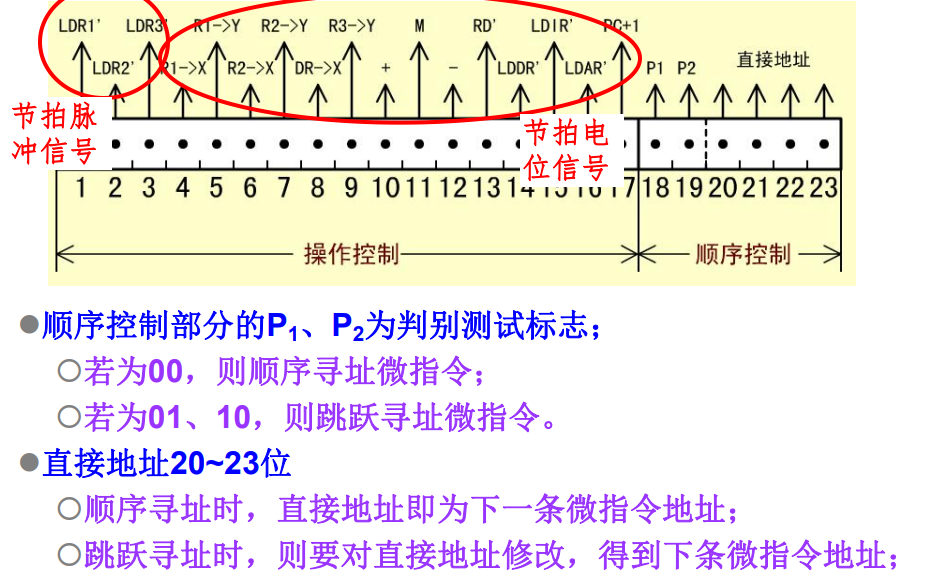 LDR1' LDR3' R1->Y R2->Y R3->Y M RD' LDIR' PC+1
LDR2' R1->X R2->X DR->X + - LDDR' LDAR' P1 P2 直接地址
节拍脉
冲信号
节拍电
位信号
1 2 3 4 5 6 7 8 9 10 11 12 13 14 15 16 17 18 19 20 21 22 23
操作控制 顺序控制
顺序控制部分的P1、P2为判别测试标志；
若为00，则顺序寻址微指令；
若为01、10，则跳跃寻址微指令。
直接地址20~23位
顺序寻址时，直接地址即为下一条微指令地址；
跳跃寻址时，则要对直接地址修改，得到下条微指令地址；